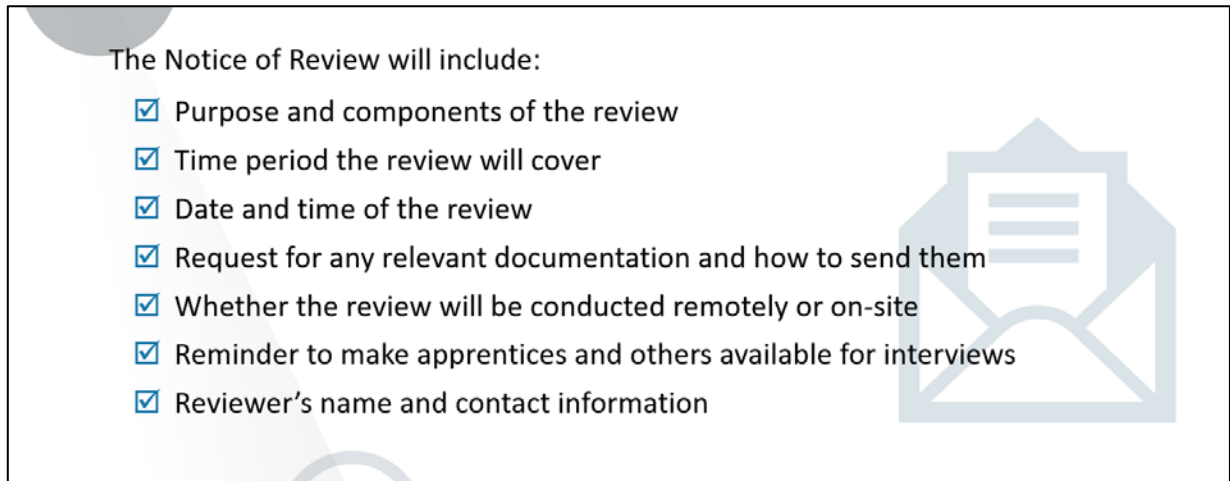 The Notice of Review will include:
Purpose and components of the review
Time period the review will cover
Date and time of the review
Request for any relevant documentation and how to send them
Whether the review will be conducted remotely or on-site
Reminder to make apprentices and others available for interviews
Reviewer’s name and contact information